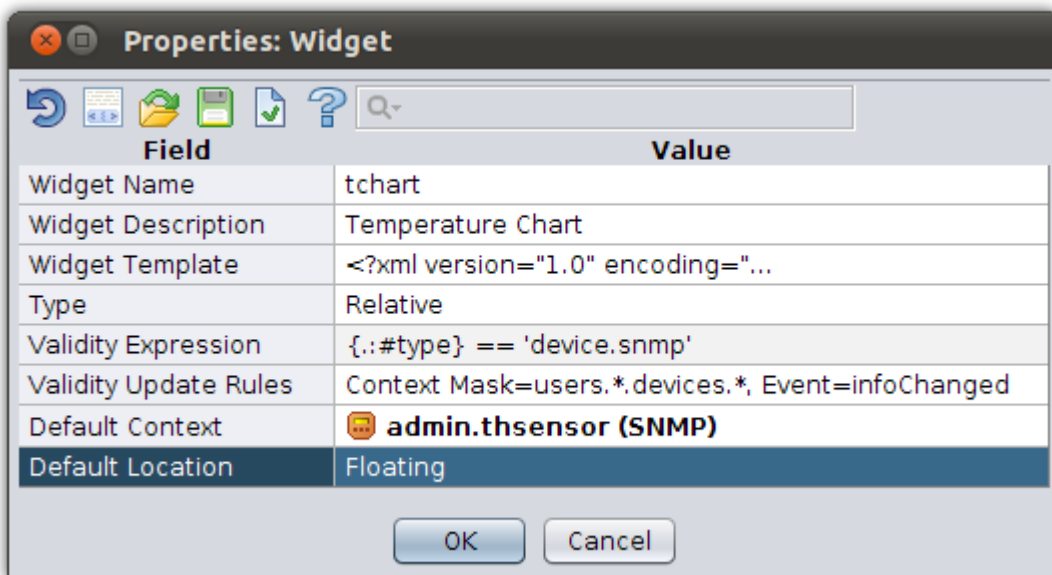 Properties: Widget
Field Value
Widget Name tchart
Widget Description Temperature Chart
Widget Template <?xml version="1.0" encoding="...
Type Relative
Validity Expression {.:#type} == 'device.snmp'
Validity Update Rules Context Mask=users.*.devices.*, Event=infoChanged
Default Context admin.thsensor (SNMP)
Default Location Floating
OK Cancel